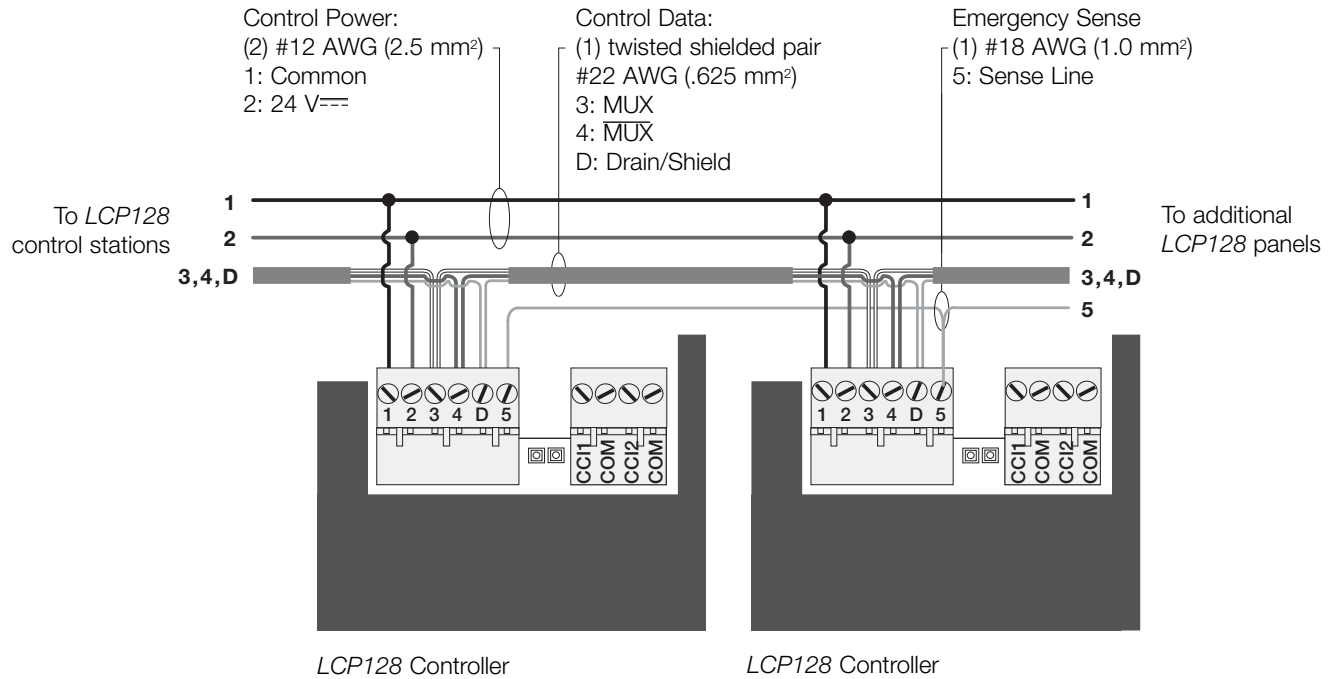 Control Power:
(2) #12 AWG (2.5 mm²)
1: Common
2: 24 V⎓
Control Data:
(1) twisted shielded pair
#22 AWG (.625 mm²)
3: MUX
4: M̅U̅X̅
D: Drain/Shield
Emergency Sense
(1) #18 AWG (1.0 mm²)
5: Sense Line
To LCP128
control stations
1
2
3,4,D
1
2
3,4,D
5
To additional
LCP128 panels
1 2 3 4 D 5
CCI1 COM CCI2 COM
1 2 3 4 D 5
CCI1 COM CCI2 COM
LCP128 Controller
LCP128 Controller